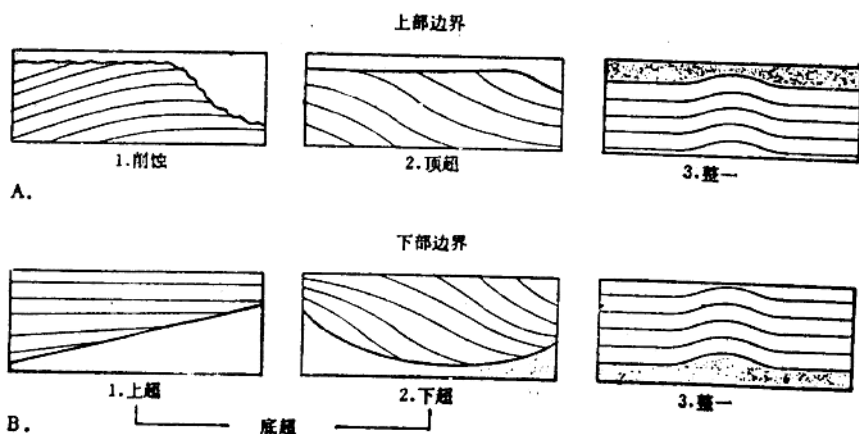 上部边界
1.削蚀 2.顶超 3.整一
A.
下部边界
1.上超 2.下超 3.整一
B. 底超